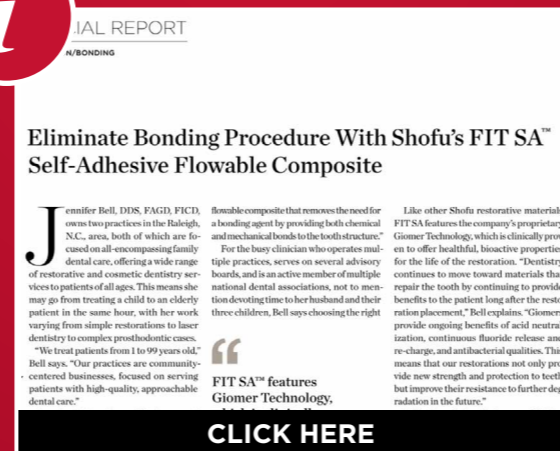 IAL REPORT
N/BONDING
Eliminate Bonding Procedure With Shofu's FIT SA™
Self-Adhesive Flowable Composite
Jennifer Bell, DDS, FAGD, FICD,
owns two practices in the Raleigh,
N.C., area, both of which are fo-
cused on all-encompassing family
dental care, offering a wide range
of restorative and cosmetic dentistry ser-
vices to patients of all ages. This means she
may go from treating a child to an elderly
patient in the same hour, with her work
varying from simple restorations to laser
dentistry to complex prosthodontic cases.
"We treat patients from 1 to 99 years old,"
Bell says. "Our practices are community-
centered businesses, focused on serving
patients with high-quality, approachable
dental care."
flowable composite that removes the need for
a bonding agent by providing both chemical
and mechanical bonds to the tooth structure."
For the busy clinician who operates mul-
tiple practices, serves on several advisory
boards, and is an active member of multiple
national dental associations, not to men-
tion devoting time to her husband and their
three children, Bell says choosing the right
“
FIT SA™ features
Giomer Technology,
Like other Shofu restorative materials
FIT SA features the company's proprietary
Giomer Technology, which is clinically prov
en to offer healthful, bioactive properties
for the life of the restoration. "Dentistry
continues to move toward materials tha
repair the tooth by continuing to provide
benefits to the patient long after the resto
ration placement," Bell explains. "Giomers
provide ongoing benefits of acid neutra
ization, continuous fluoride release and
re-charge, and antibacterial qualities. This
means that our restorations not only pro
vide new strength and protection to teeth
but improve their resistance to further deg
radation in the future."
CLICK HERE